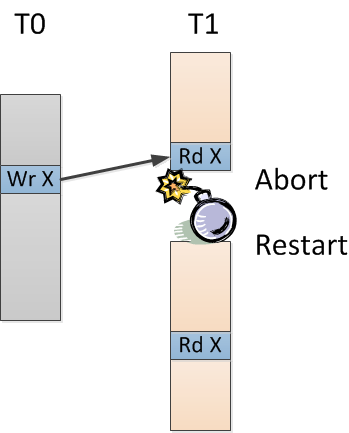 T0
T1
Wr X
Rd X
Abort
Restart
Rd X